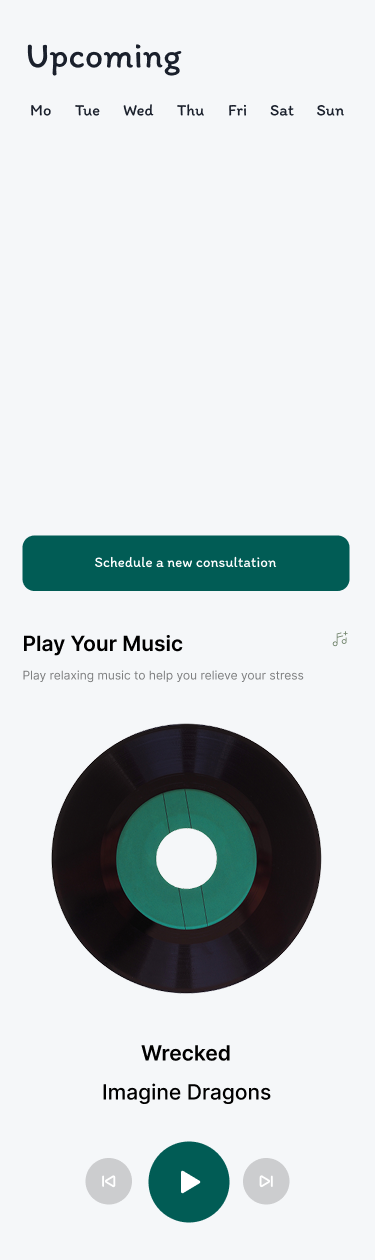 Upcoming
Mo Tue Wed Thu Fri Sat Sun
Schedule a new consultation
Play Your Music
Play relaxing music to help you relieve your stress
Wrecked
Imagine Dragons